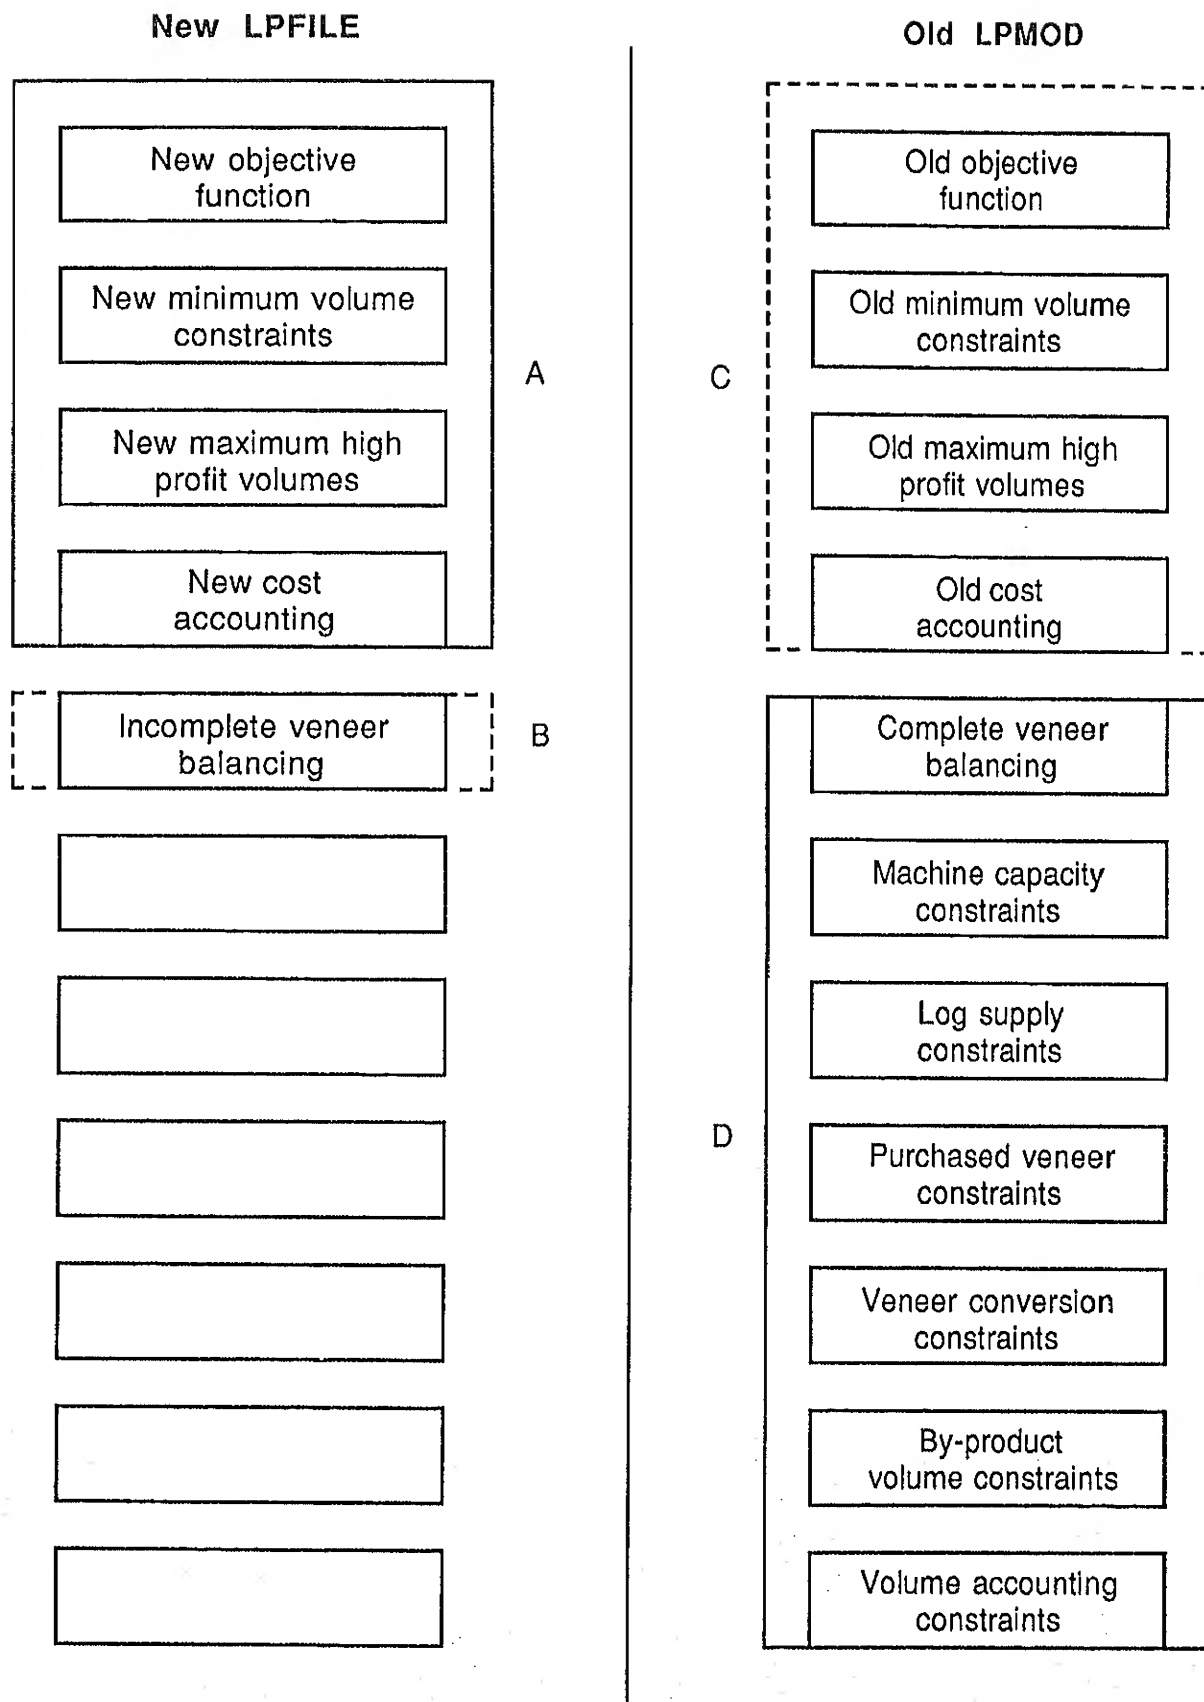 New LPFILE
New objective
function
New minimum volume
constraints
New maximum high
profit volumes
New cost
accounting
A
Incomplete veneer
balancing
B
Old LPMOD
Old objective
function
Old minimum volume
constraints
Old maximum high
profit volumes
Old cost
accounting
C
Complete veneer
balancing
Machine capacity
constraints
Log supply
constraints
Purchased veneer
constraints
Veneer conversion
constraints
By-product
volume constraints
Volume accounting
constraints
D